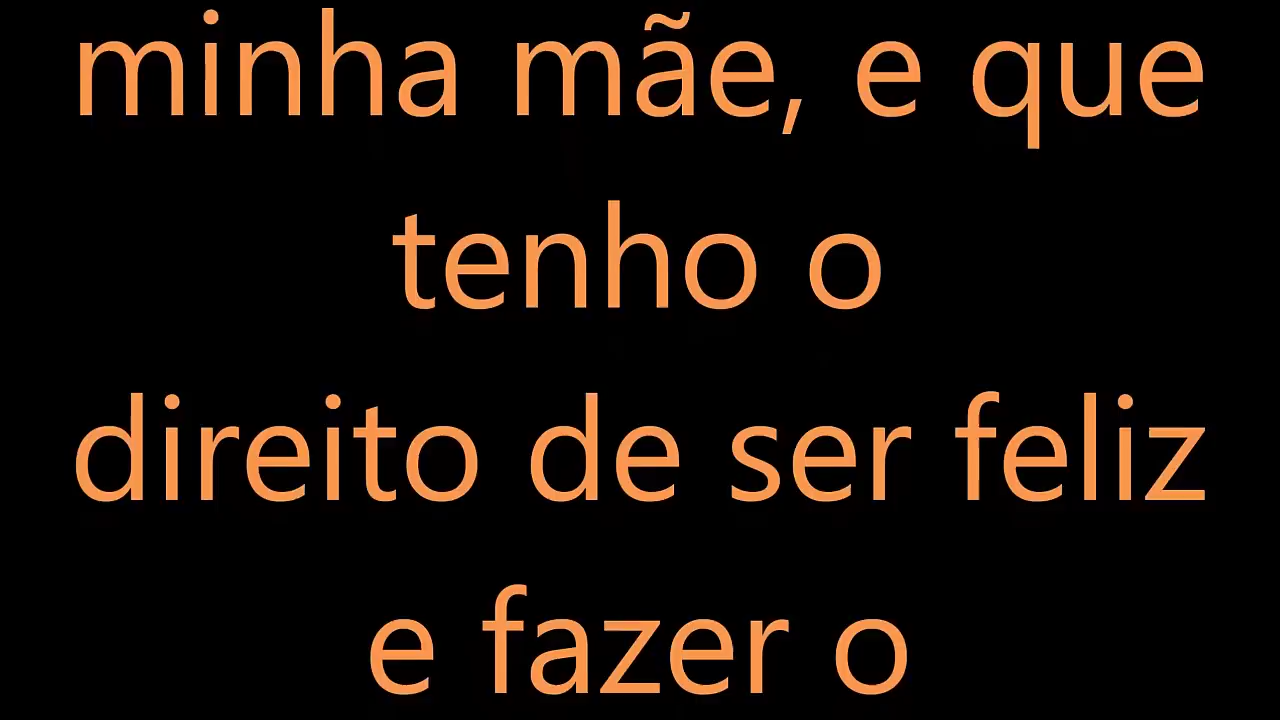 minha mãe, e que
tenho o
direito de ser feliz
e fazer o